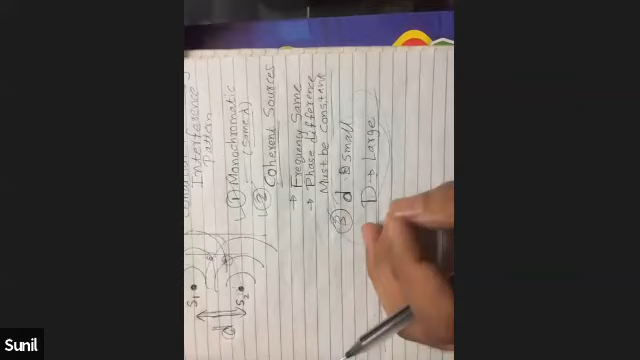 Interference
Pattern
① Monochromatic
(Same λ)
② Coherent Sources
→ Frequency Same
→ Phase difference
Must be constant
③ d → Small
D → Large
S1
S2
d
Sunil